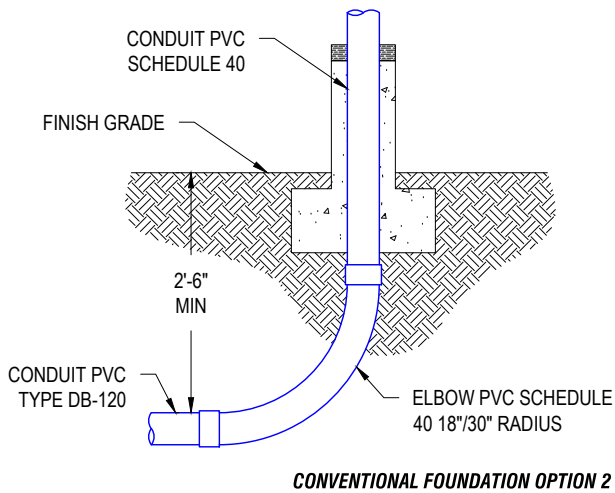 CONDUIT PVC
SCHEDULE 40
FINISH GRADE
2'-6"
MIN
CONDUIT PVC
TYPE DB-120
ELBOW PVC SCHEDULE
40 18"/30" RADIUS
CONVENTIONAL FOUNDATION OPTION 2